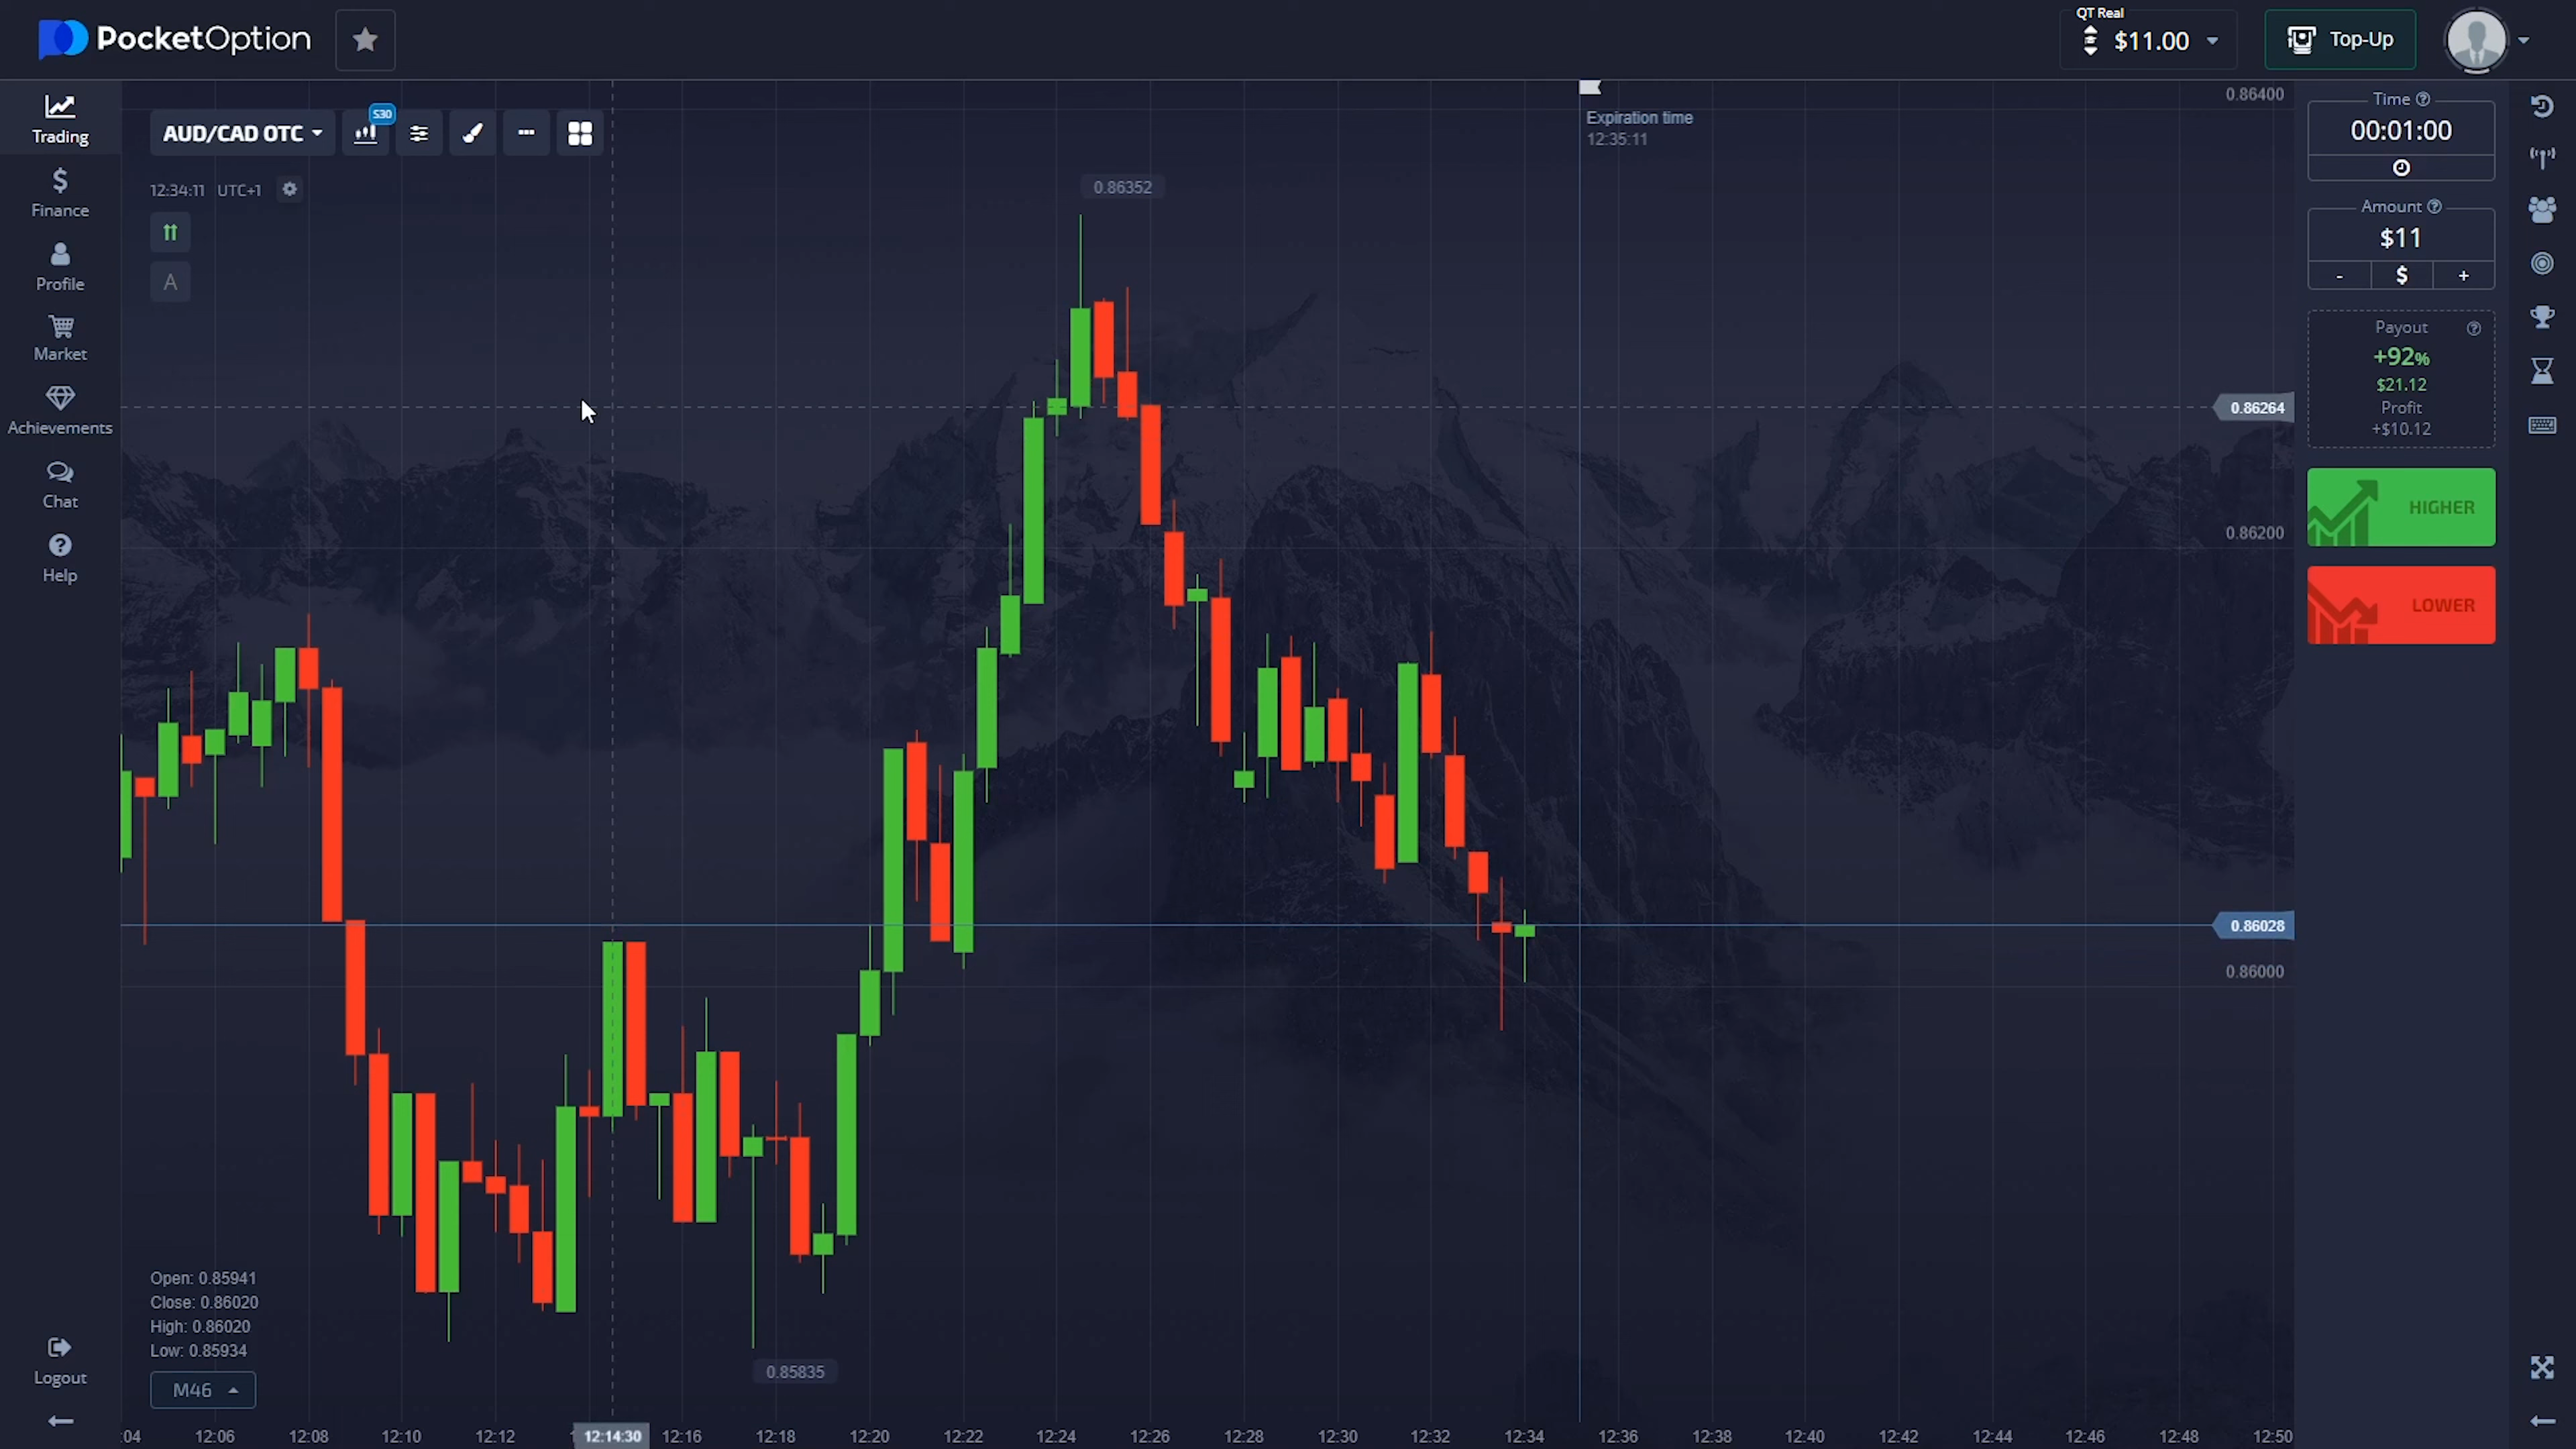 PocketOption
QT Real
$11.00
Top-Up
Trading
Finance
Profile
Market
Achievements
Chat
Help
Logout
AUD/CAD OTC
S30
12:34:11 UTC+1
A
Expiration time
12:35:11
0.86352
0.85835
0.86400
0.86264
0.86200
0.86028
0.86000
Open: 0.85941
Close: 0.86020
High: 0.86020
Low: 0.85934
M46
:04 12:06 12:08 12:10 12:12 12:14:30 12:16 12:18 12:20 12:22 12:24 12:26 12:28 12:30 12:32 12:34 12:36 12:38 12:40 12:42 12:44 12:46 12:48 12:50
Time
00:01:00
Amount
$11
- $ +
Payout
+92%
$21.12
Profit
+$10.12
HIGHER
LOWER